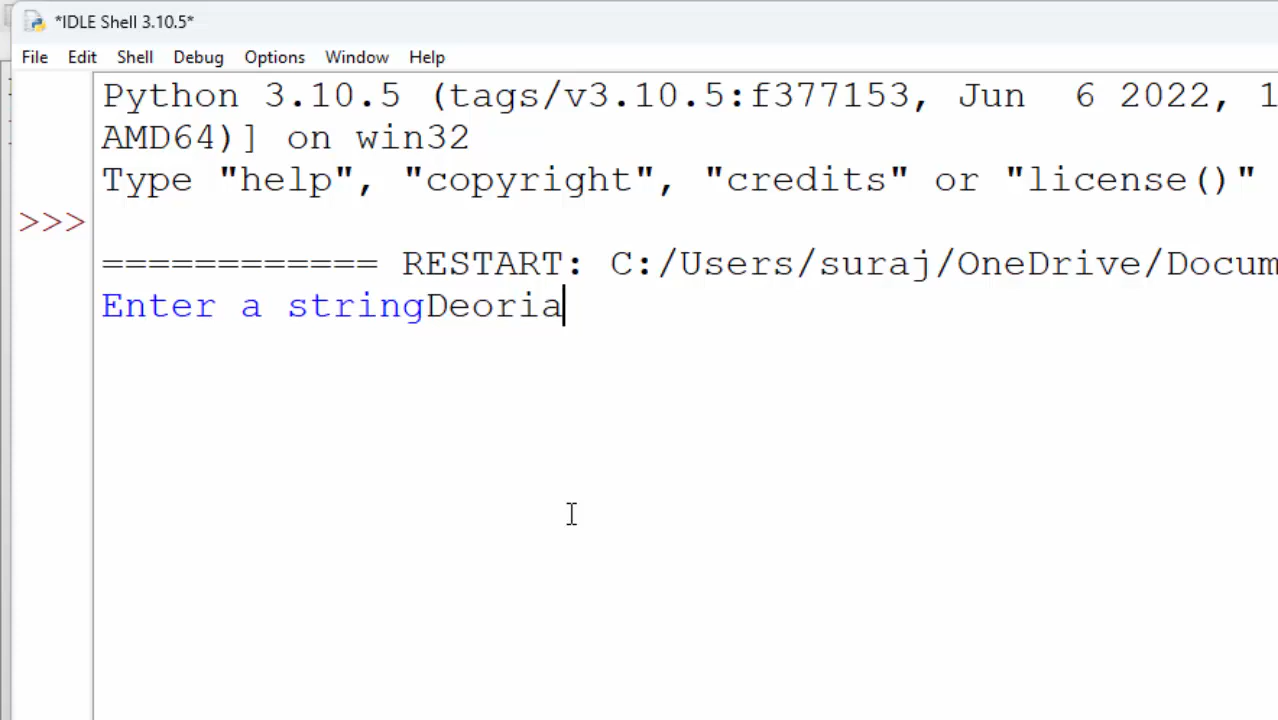 *IDLE Shell 3.10.5*
File Edit Shell Debug Options Window Help
Python 3.10.5 (tags/v3.10.5:f377153, Jun  6 2022, 1
AMD64)] on win32
Type "help", "copyright", "credits" or "license()"
>>>
============ RESTART: C:/Users/suraj/OneDrive/Docum
Enter a stringDeoria